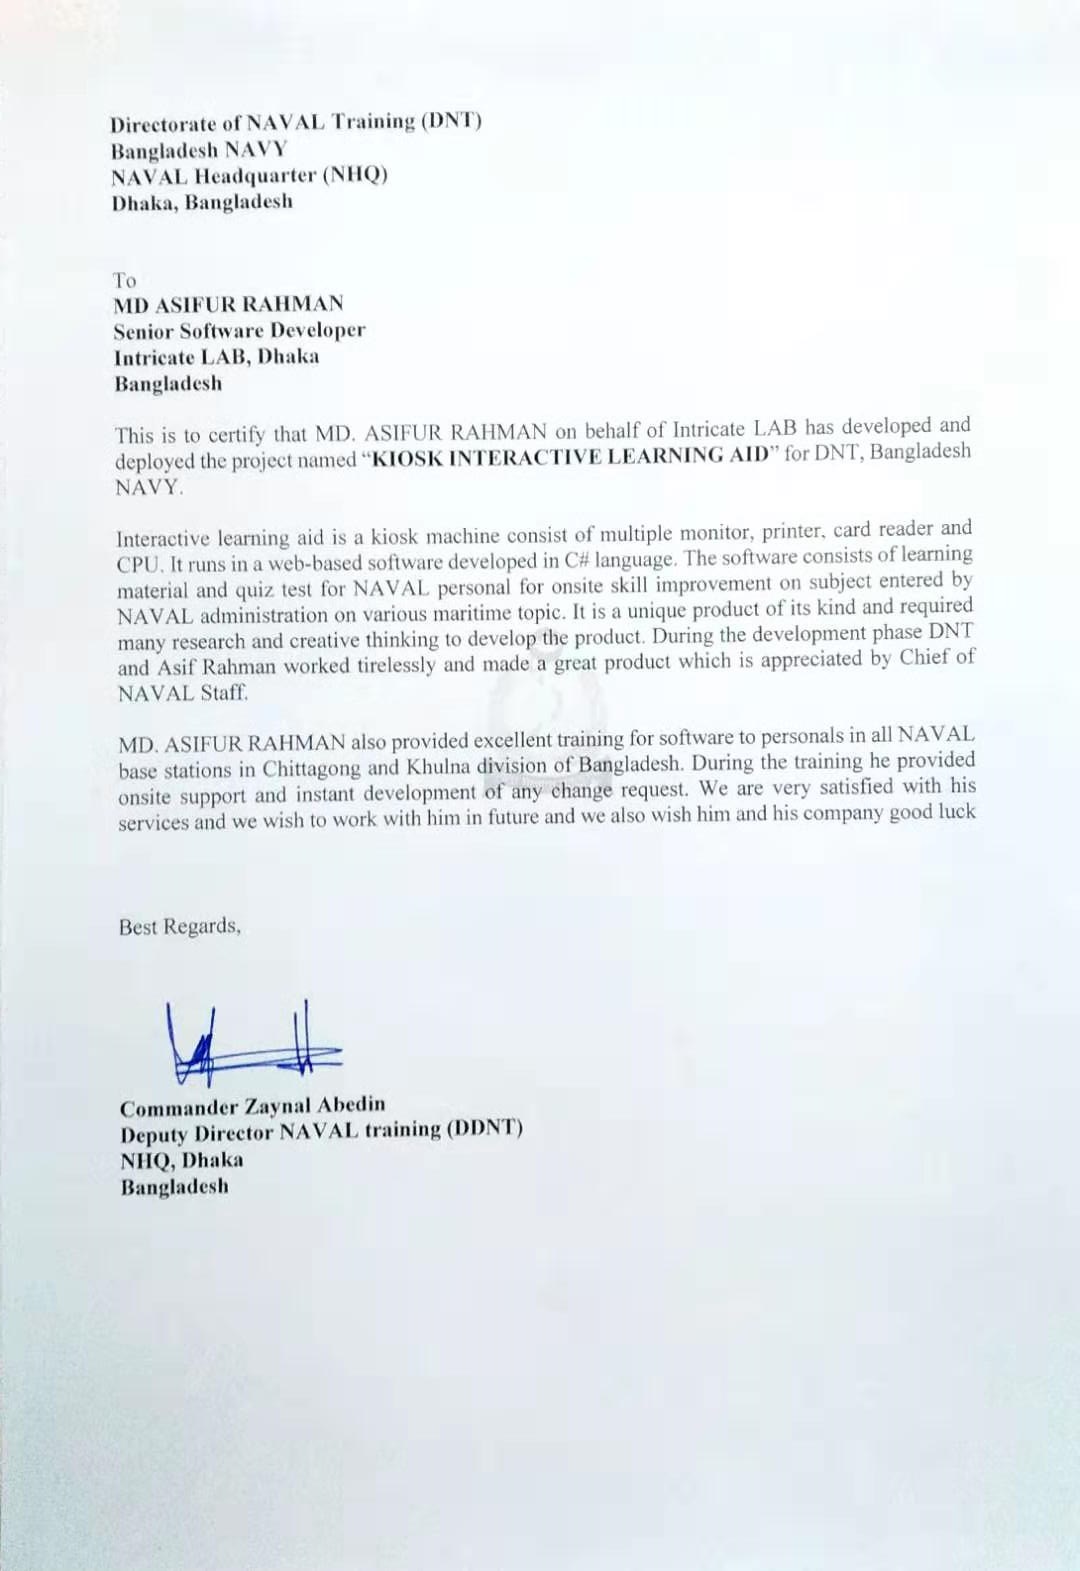 Directorate of NAVAL Training (DNT)
Bangladesh NAVY
NAVAL Headquarter (NHQ)
Dhaka, Bangladesh
To
MD ASIFUR RAHMAN
Senior Software Developer
Intricate LAB, Dhaka
Bangladesh
This is to certify that MD. ASIFUR RAHMAN on behalf of Intricate LAB has developed and
deployed the project named “KIOSK INTERACTIVE LEARNING AID” for DNT, Bangladesh
NAVY.
Interactive learning aid is a kiosk machine consist of multiple monitor, printer, card reader and
CPU. It runs in a web-based software developed in C# language. The software consists of learning
material and quiz test for NAVAL personal for onsite skill improvement on subject entered by
NAVAL administration on various maritime topic. It is a unique product of its kind and required
many research and creative thinking to develop the product. During the development phase DNT
and Asif Rahman worked tirelessly and made a great product which is appreciated by Chief of
NAVAL Staff.
MD. ASIFUR RAHMAN also provided excellent training for software to personals in all NAVAL
base stations in Chittagong and Khulna division of Bangladesh. During the training he provided
onsite support and instant development of any change request. We are very satisfied with his
services and we wish to work with him in future and we also wish him and his company good luck
Best Regards,
Commander Zaynal Abedin
Deputy Director NAVAL training (DDNT)
NHQ, Dhaka
Bangladesh